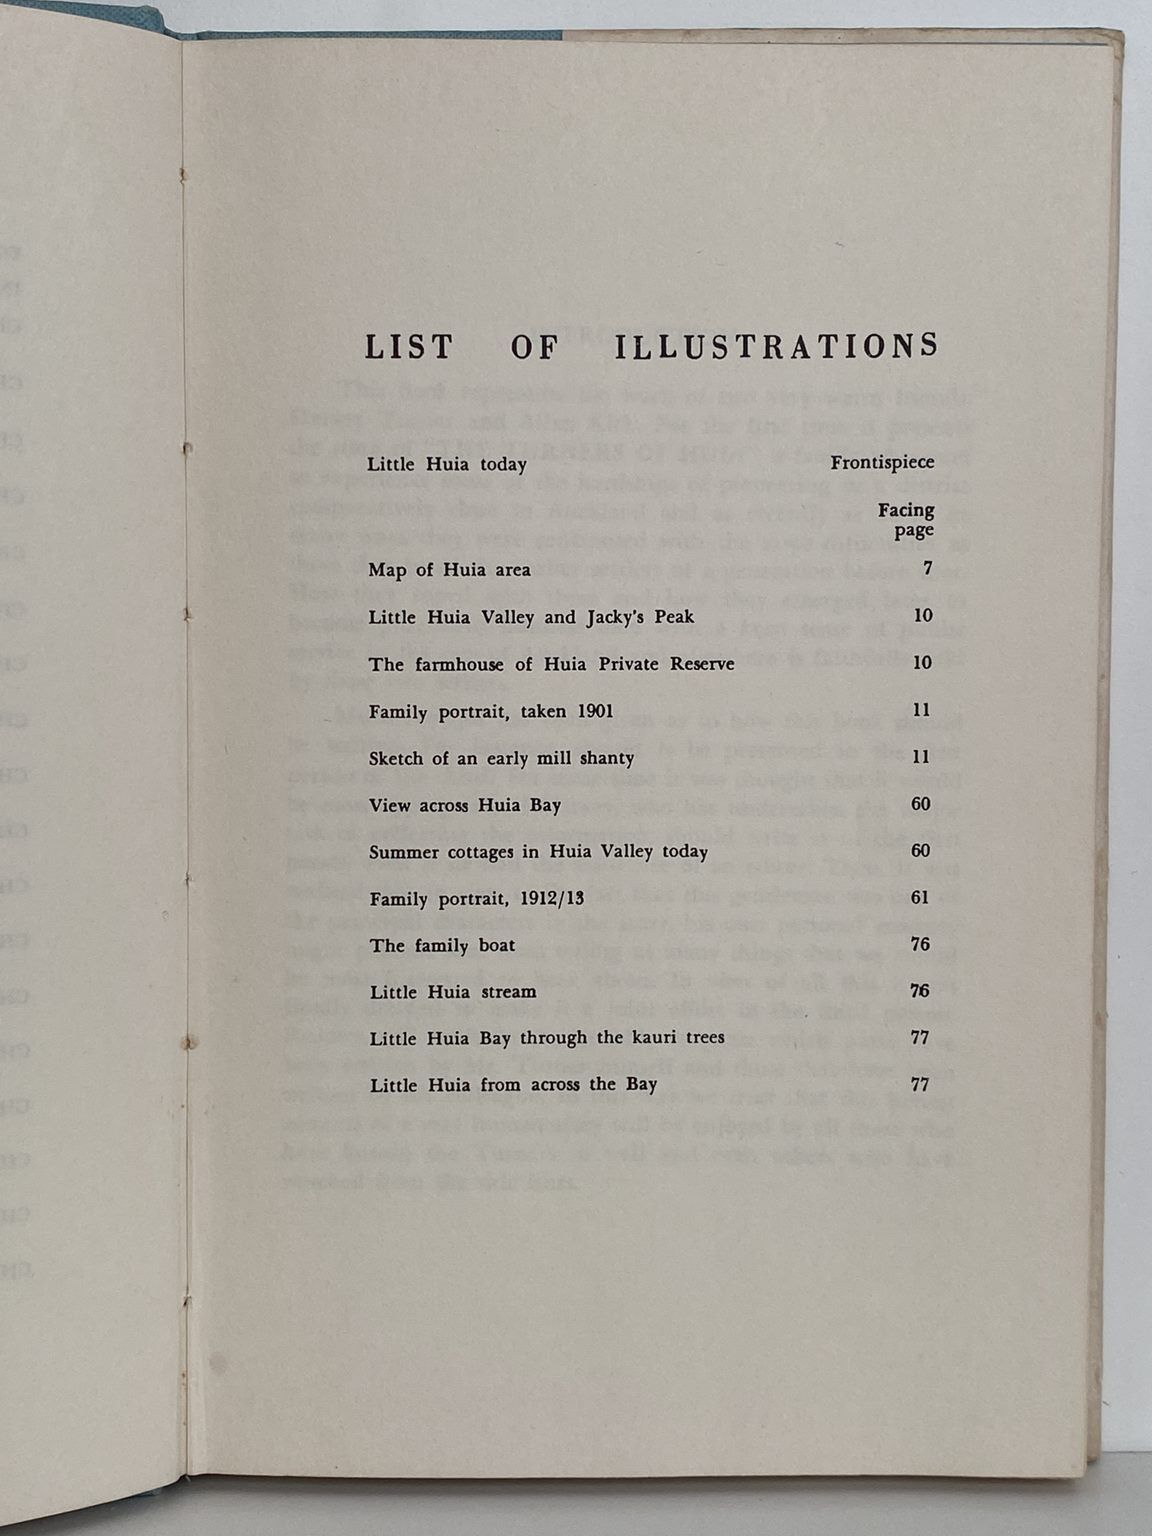 LIST OF ILLUSTRATIONS
Little Huia today Frontispiece
Facing
page
Map of Huia area 7
Little Huia Valley and Jacky's Peak 10
The farmhouse of Huia Private Reserve 10
Family portrait, taken 1901 11
Sketch of an early mill shanty 11
View across Huia Bay 60
Summer cottages in Huia Valley today 60
Family portrait, 1912/13 61
The family boat 76
Little Huia stream 76
Little Huia Bay through the kauri trees 77
Little Huia from across the Bay 77